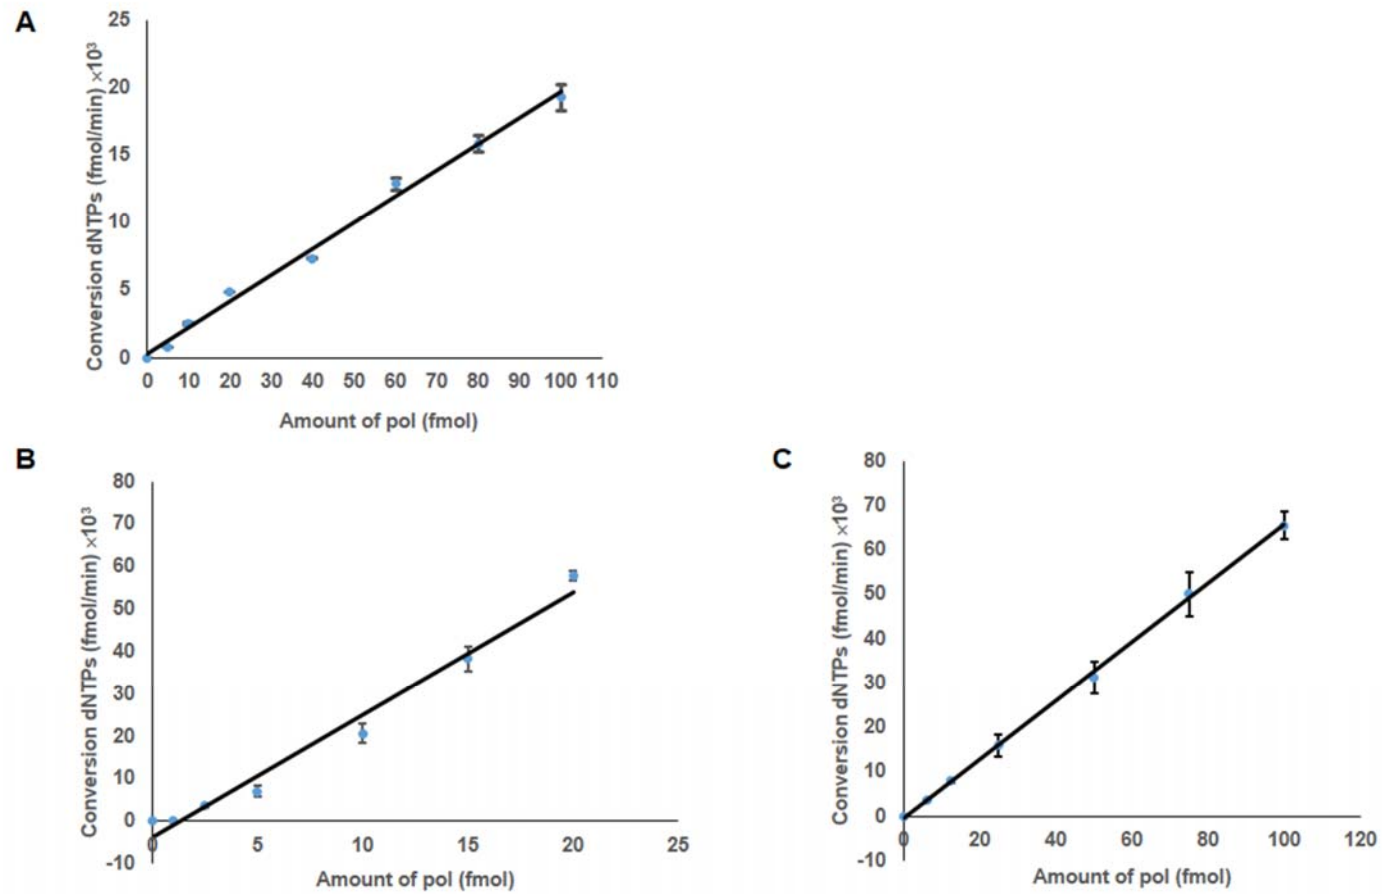 A
Conversion dNTPs (fmol/min) ×10³
25
20
15
10
5
0
0 10 20 30 40 50 60 70 80 90 100 110
Amount of pol (fmol)
B
Conversion dNTPs (fmol/min) ×10³
80
70
60
50
40
30
20
10
0
-10
0 5 10 15 20 25
Amount of pol (fmol)
C
Conversion dNTPs (fmol/min) ×10³
80
70
60
50
40
30
20
10
0
-10
0 20 40 60 80 100 120
Amount of pol (fmol)